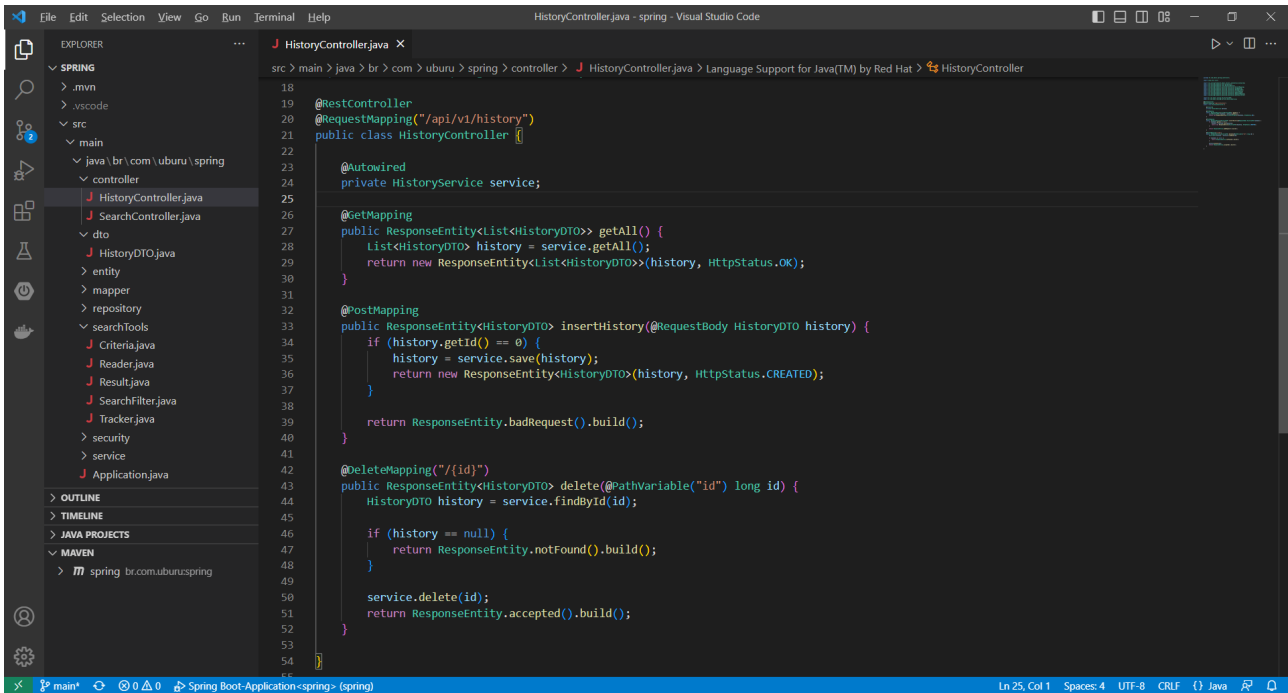 File Edit Selection View Go Run Terminal Help HistoryController.java - spring - Visual Studio Code
EXPLORER
SPRING
.mvn
.vscode
src
main
java\br\com\uburu\spring
controller
J HistoryController.java
J SearchController.java
dto
J HistoryDTO.java
entity
mapper
repository
searchTools
J Criteria.java
J Reader.java
J Result.java
J SearchFilter.java
J Tracker.java
security
service
J Application.java
OUTLINE
TIMELINE
JAVA PROJECTS
MAVEN
m spring br.com.uburu:spring
2
J HistoryController.java ×
src > main > java > br > com > uburu > spring > controller > J HistoryController.java > Language Support for Java(TM) by Red Hat > HistoryController
18
19 @RestController
20 @RequestMapping("/api/v1/history")
21 public class HistoryController {
22
23 @Autowired
24 private HistoryService service;
25
26 @GetMapping
27 public ResponseEntity<List<HistoryDTO>> getAll() {
28 List<HistoryDTO> history = service.getAll();
29 return new ResponseEntity<List<HistoryDTO>>(history, HttpStatus.OK);
30 }
31
32 @PostMapping
33 public ResponseEntity<HistoryDTO> insertHistory(@RequestBody HistoryDTO history) {
34 if (history.getId() == 0) {
35 history = service.save(history);
36 return new ResponseEntity<HistoryDTO>(history, HttpStatus.CREATED);
37 }
38
39 return ResponseEntity.badRequest().build();
40 }
41
42 @DeleteMapping("/{id}")
43 public ResponseEntity<HistoryDTO> delete(@PathVariable("id") long id) {
44 HistoryDTO history = service.findById(id);
45
46 if (history == null) {
47 return ResponseEntity.notFound().build();
48 }
49
50 service.delete(id);
51 return ResponseEntity.accepted().build();
52 }
53
54 }
main* 0 0 Spring Boot-Application<spring> (spring) Ln 25, Col 1 Spaces: 4 UTF-8 CRLF {} Java